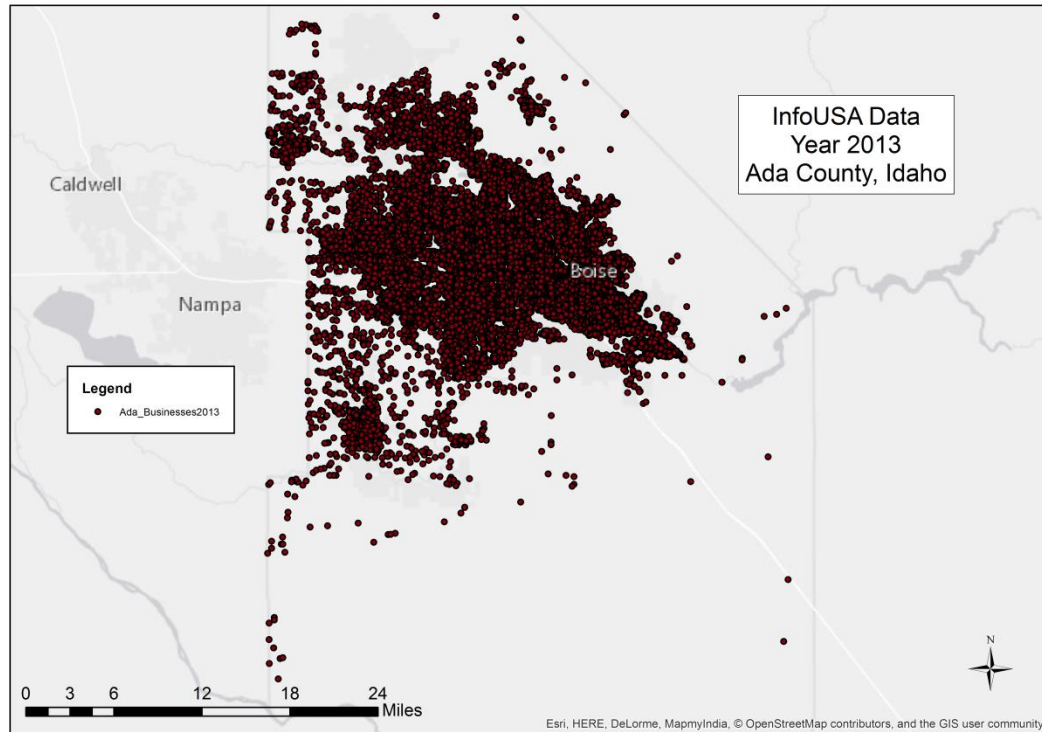 InfoUSA Data
Year 2013
Ada County, Idaho
Caldwell
Boise
Nampa
Legend
Ada_Businesses2013
N
0 3 6 12 18 24
Miles
Esri, HERE, DeLorme, MapmyIndia, © OpenStreetMap contributors, and the GIS user community